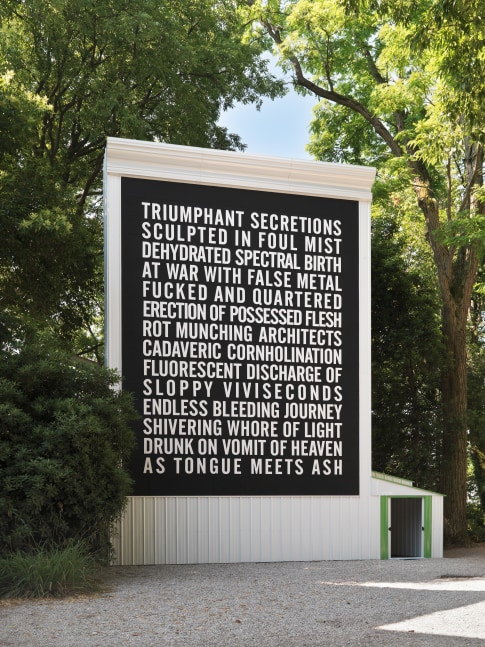 TRIUMPHANT SECRETIONS
SCULPTED IN FOUL MIST
DEHYDRATED SPECTRAL BIRTH
AT WAR WITH FALSE METAL
FUCKED AND QUARTERED
ERECTION OF POSSESSED FLESH
ROT MUNCHING ARCHITECTS
CADAVERIC CORNHOLINATION
FLUORESCENT DISCHARGE OF
SLOPPY VIVISECONDS
ENDLESS BLEEDING JOURNEY
SHIVERING WHORE OF LIGHT
DRUNK ON VOMIT OF HEAVEN
AS TONGUE MEETS ASH